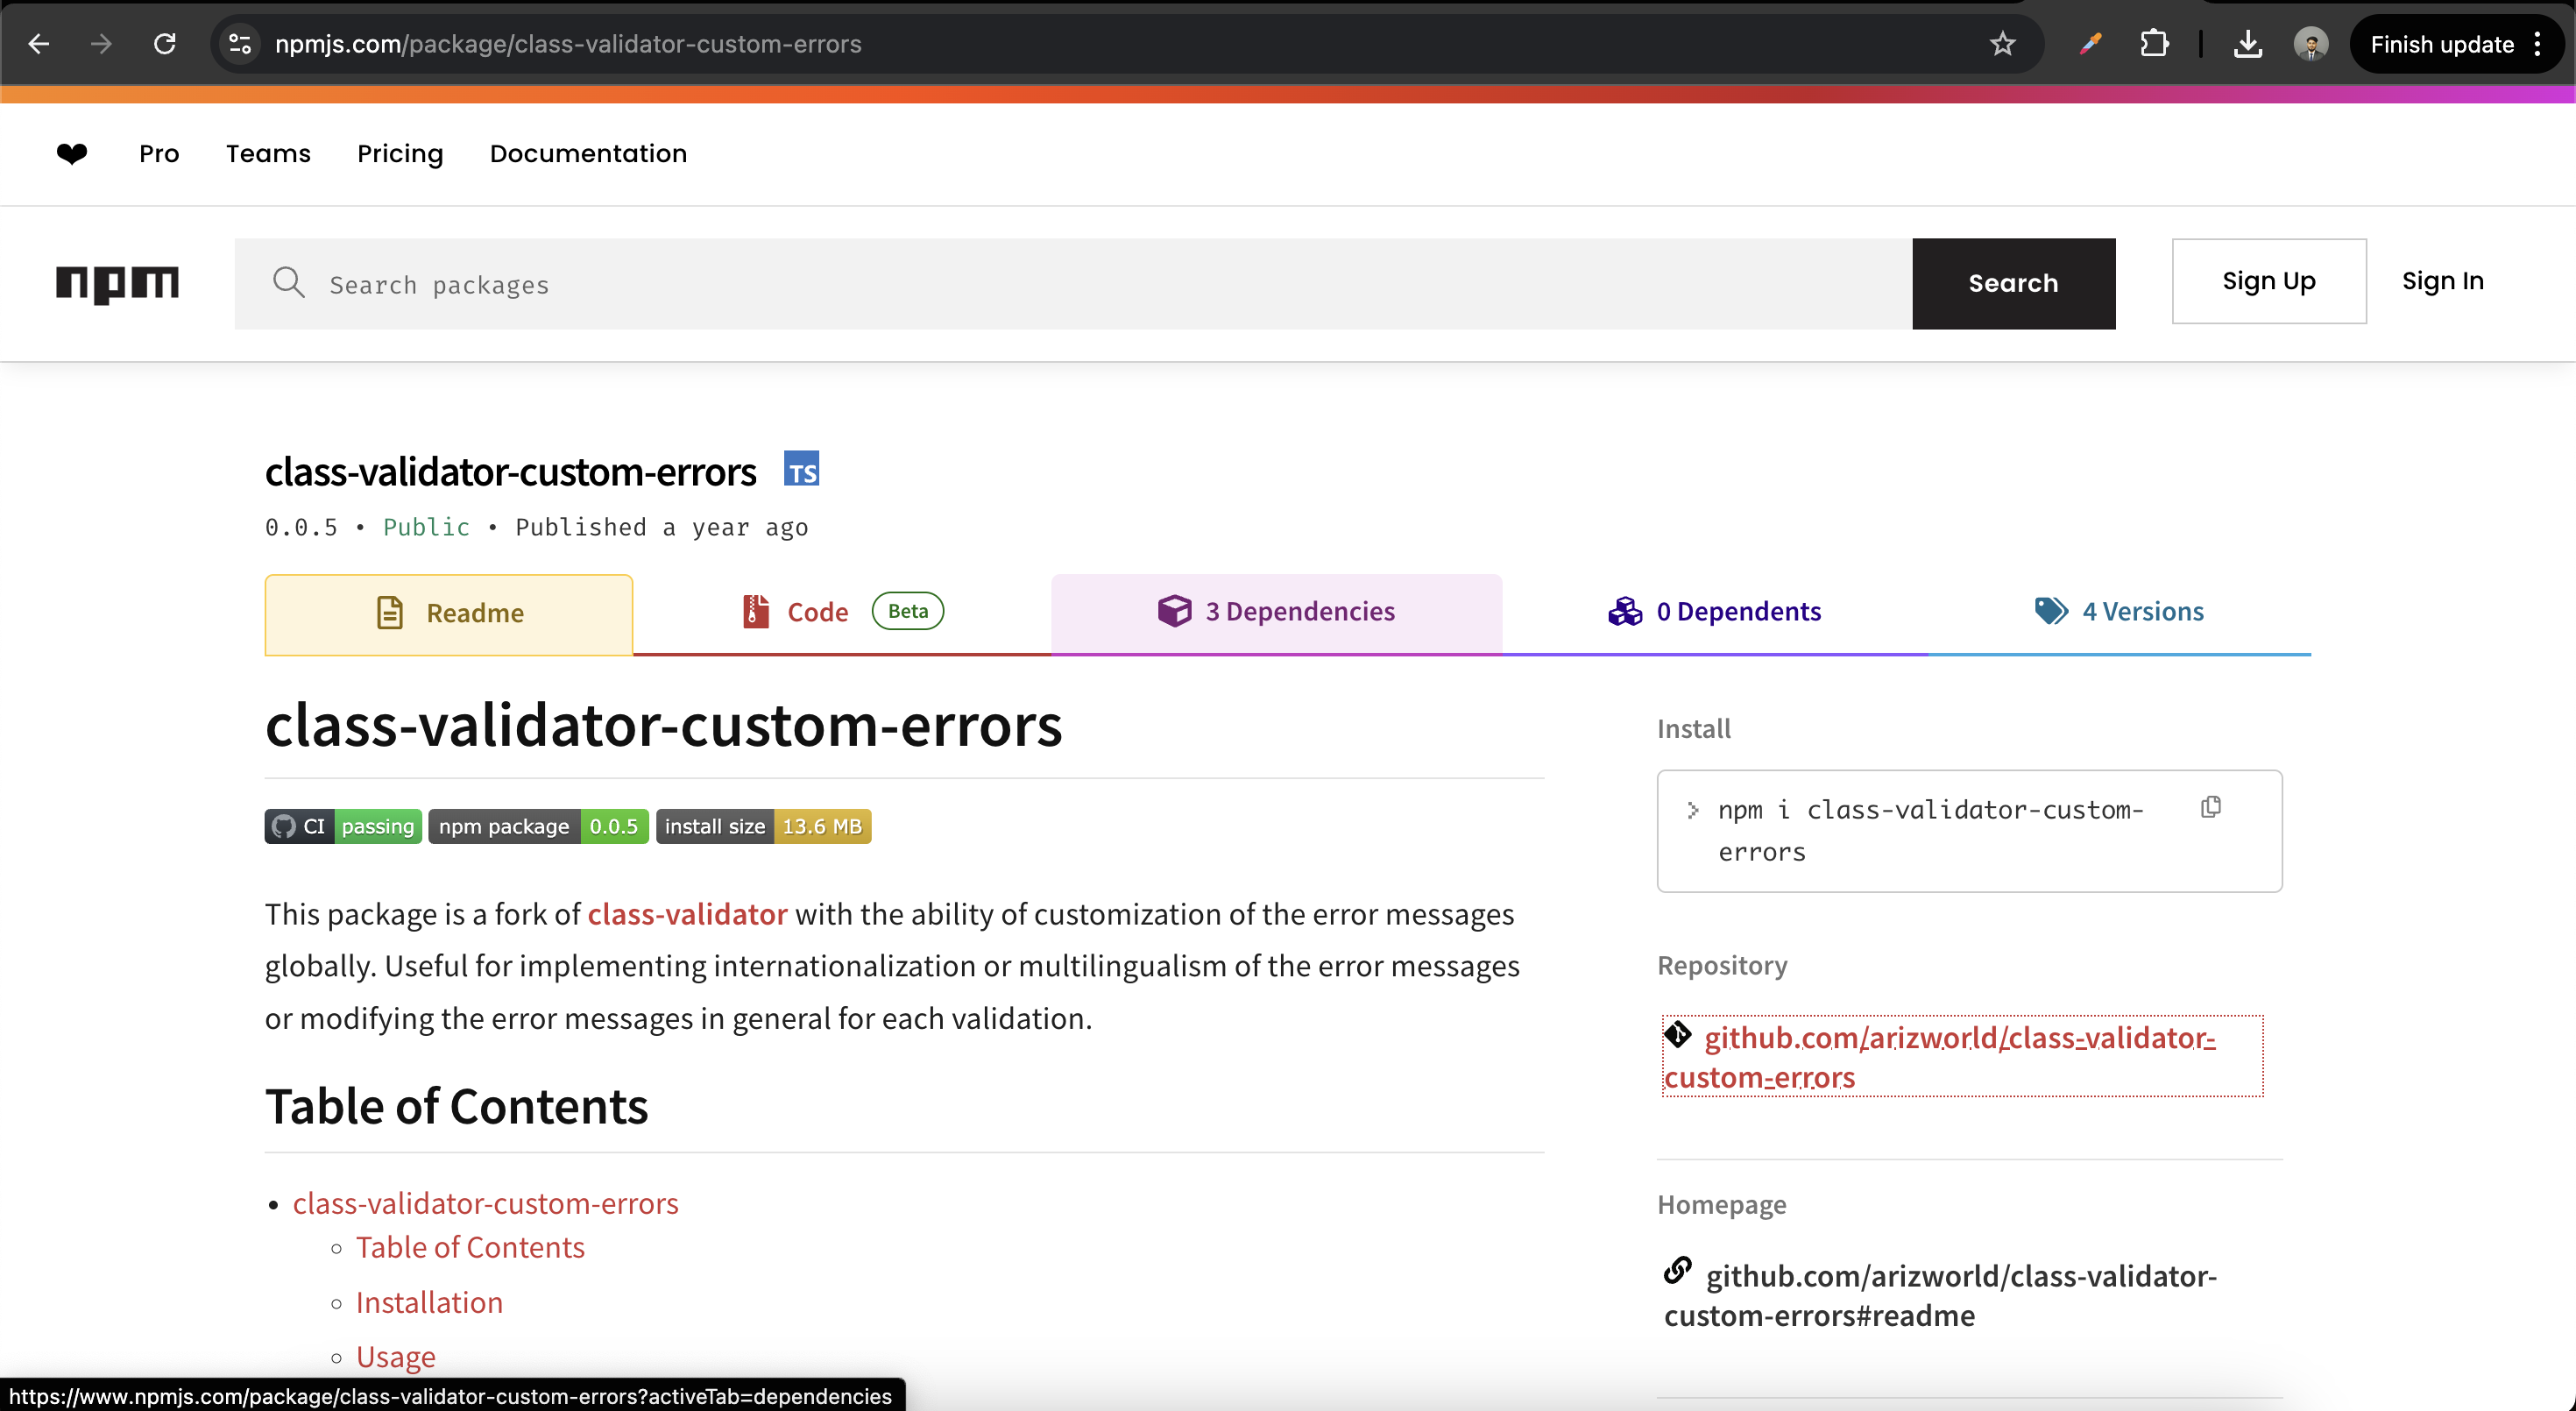 npmjs.com/package/class-validator-custom-errors
Finish update
Pro Teams Pricing Documentation
npm
Search packages
Search
Sign Up
Sign In
class-validator-custom-errors TS
0.0.5 • Public • Published a year ago
Readme
Code Beta
3 Dependencies
0 Dependents
4 Versions
class-validator-custom-errors
CI passing npm package 0.0.5 install size 13.6 MB
This package is a fork of class-validator with the ability of customization of the error messages
globally. Useful for implementing internationalization or multilingualism of the error messages
or modifying the error messages in general for each validation.
Table of Contents
• class-validator-custom-errors
◦ Table of Contents
◦ Installation
◦ Usage
Install
> npm i class-validator-custom-
errors
Repository
github.com/arizworld/class-validator-
custom-errors
Homepage
github.com/arizworld/class-validator-
custom-errors#readme
https://www.npmjs.com/package/class-validator-custom-errors?activeTab=dependencies